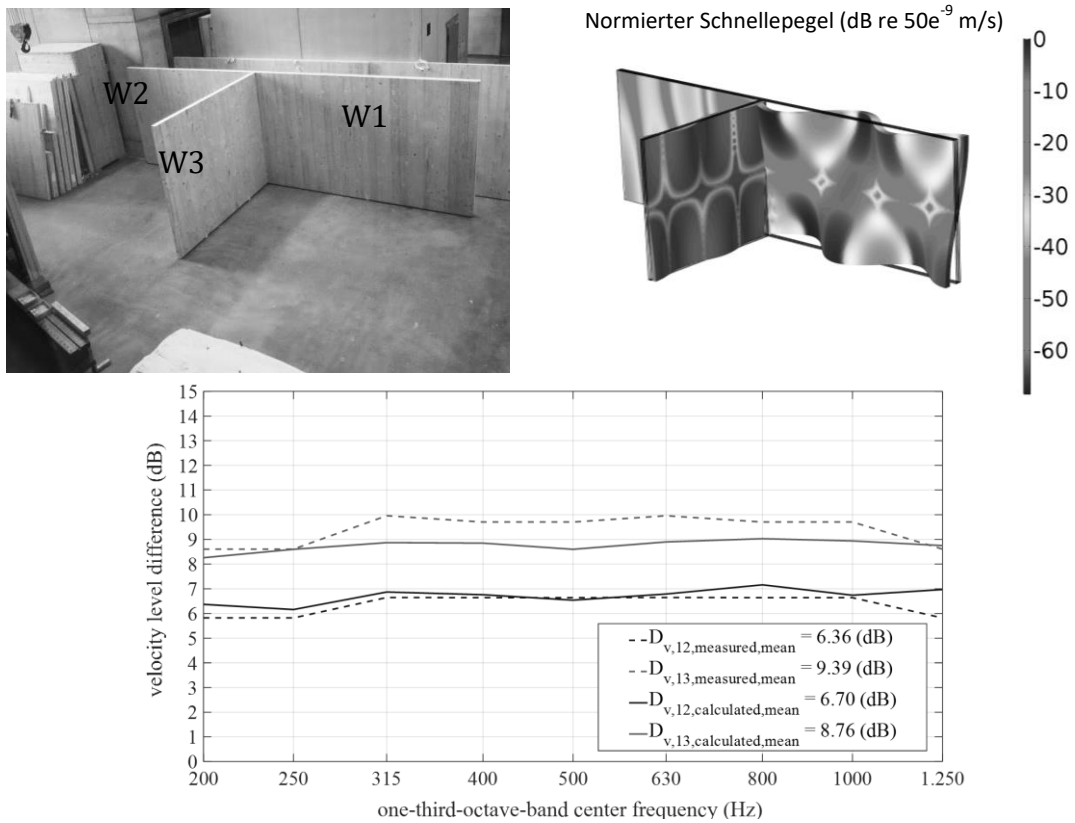 W2
W1
W3
Normierter Schnellepegel (dB re 50e⁻⁹ m/s)
0
-10
-20
-30
-40
-50
-60
velocity level difference (dB)
15
14
13
12
11
10
9
8
7
6
5
4
3
2
1
0
D v,12,measured,mean = 6.36 (dB)
D v,13,measured,mean = 9.39 (dB)
D v,12,calculated,mean = 6.70 (dB)
D v,13,calculated,mean = 8.76 (dB)
200 250 315 400 500 630 800 1000 1.250
one-third-octave-band center frequency (Hz)